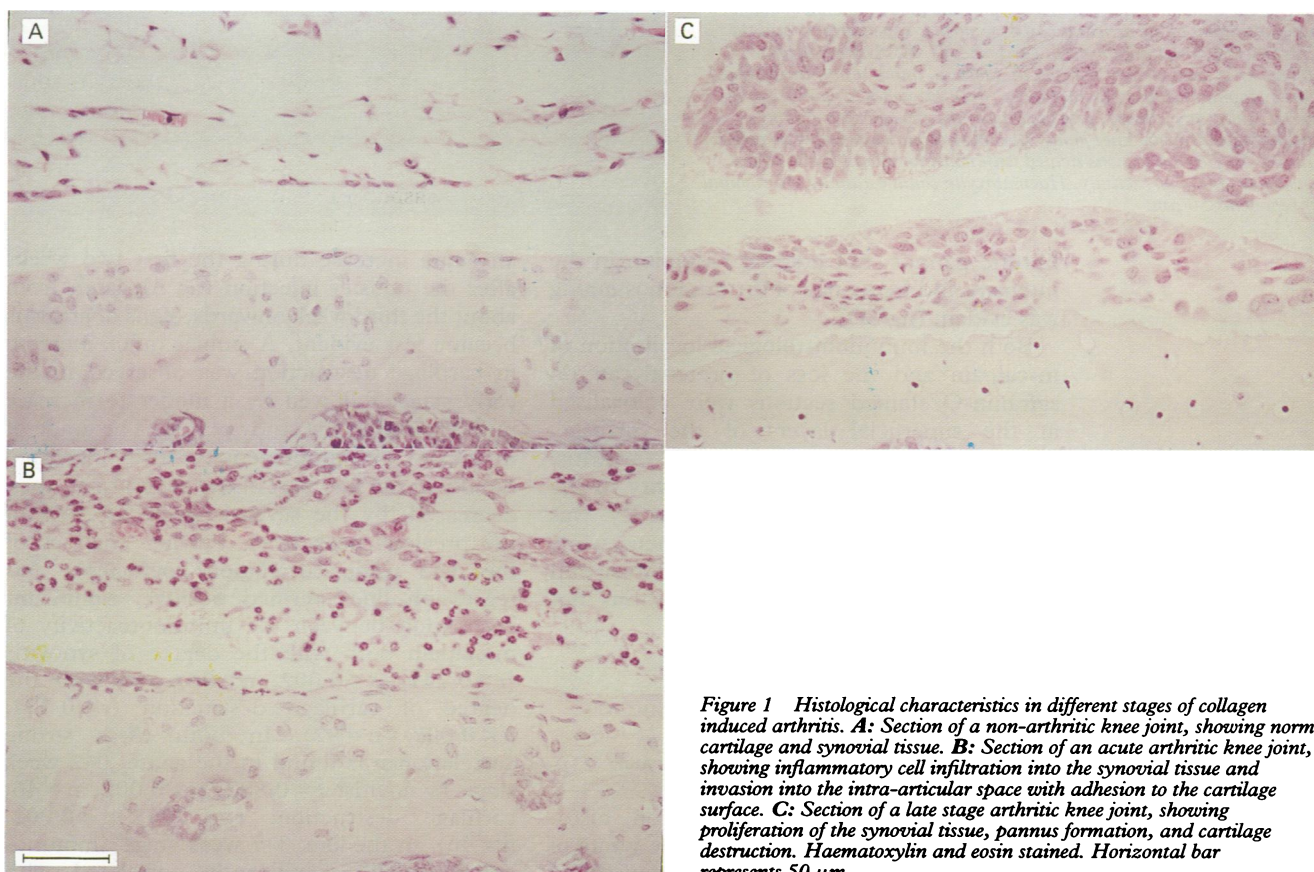 A
C
B
Figure 1 Histological characteristics in different stages of collagen
induced arthritis. A: Section of a non-arthritic knee joint, showing norm
cartilage and synovial tissue. B: Section of an acute arthritic knee joint,
showing inflammatory cell infiltration into the synovial tissue and
invasion into the intra-articular space with adhesion to the cartilage
surface. C: Section of a late stage arthritic knee joint, showing
proliferation of the synovial tissue, pannus formation, and cartilage
destruction. Haematoxylin and eosin stained. Horizontal bar
represents 50 μm